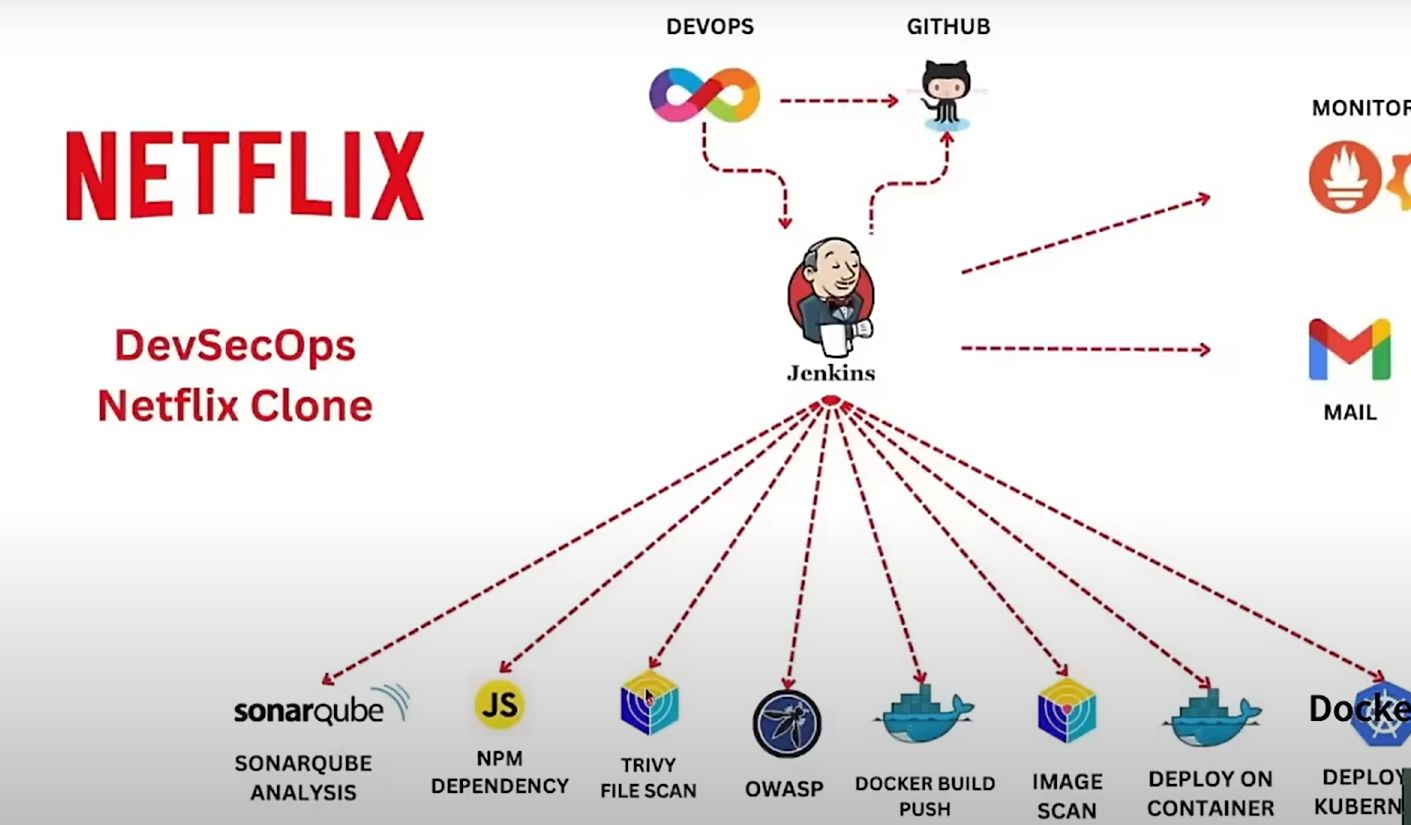 DEVOPS
GITHUB
MONITOR
NETFLIX
DevSecOps
Netflix Clone
Jenkins
MAIL
sonarqube
JS
Docke
SONARQUBE
ANALYSIS
NPM
DEPENDENCY
TRIVY
FILE SCAN
OWASP
DOCKER BUILD
PUSH
IMAGE
SCAN
DEPLOY ON
CONTAINER
DEPLOY
KUBERN